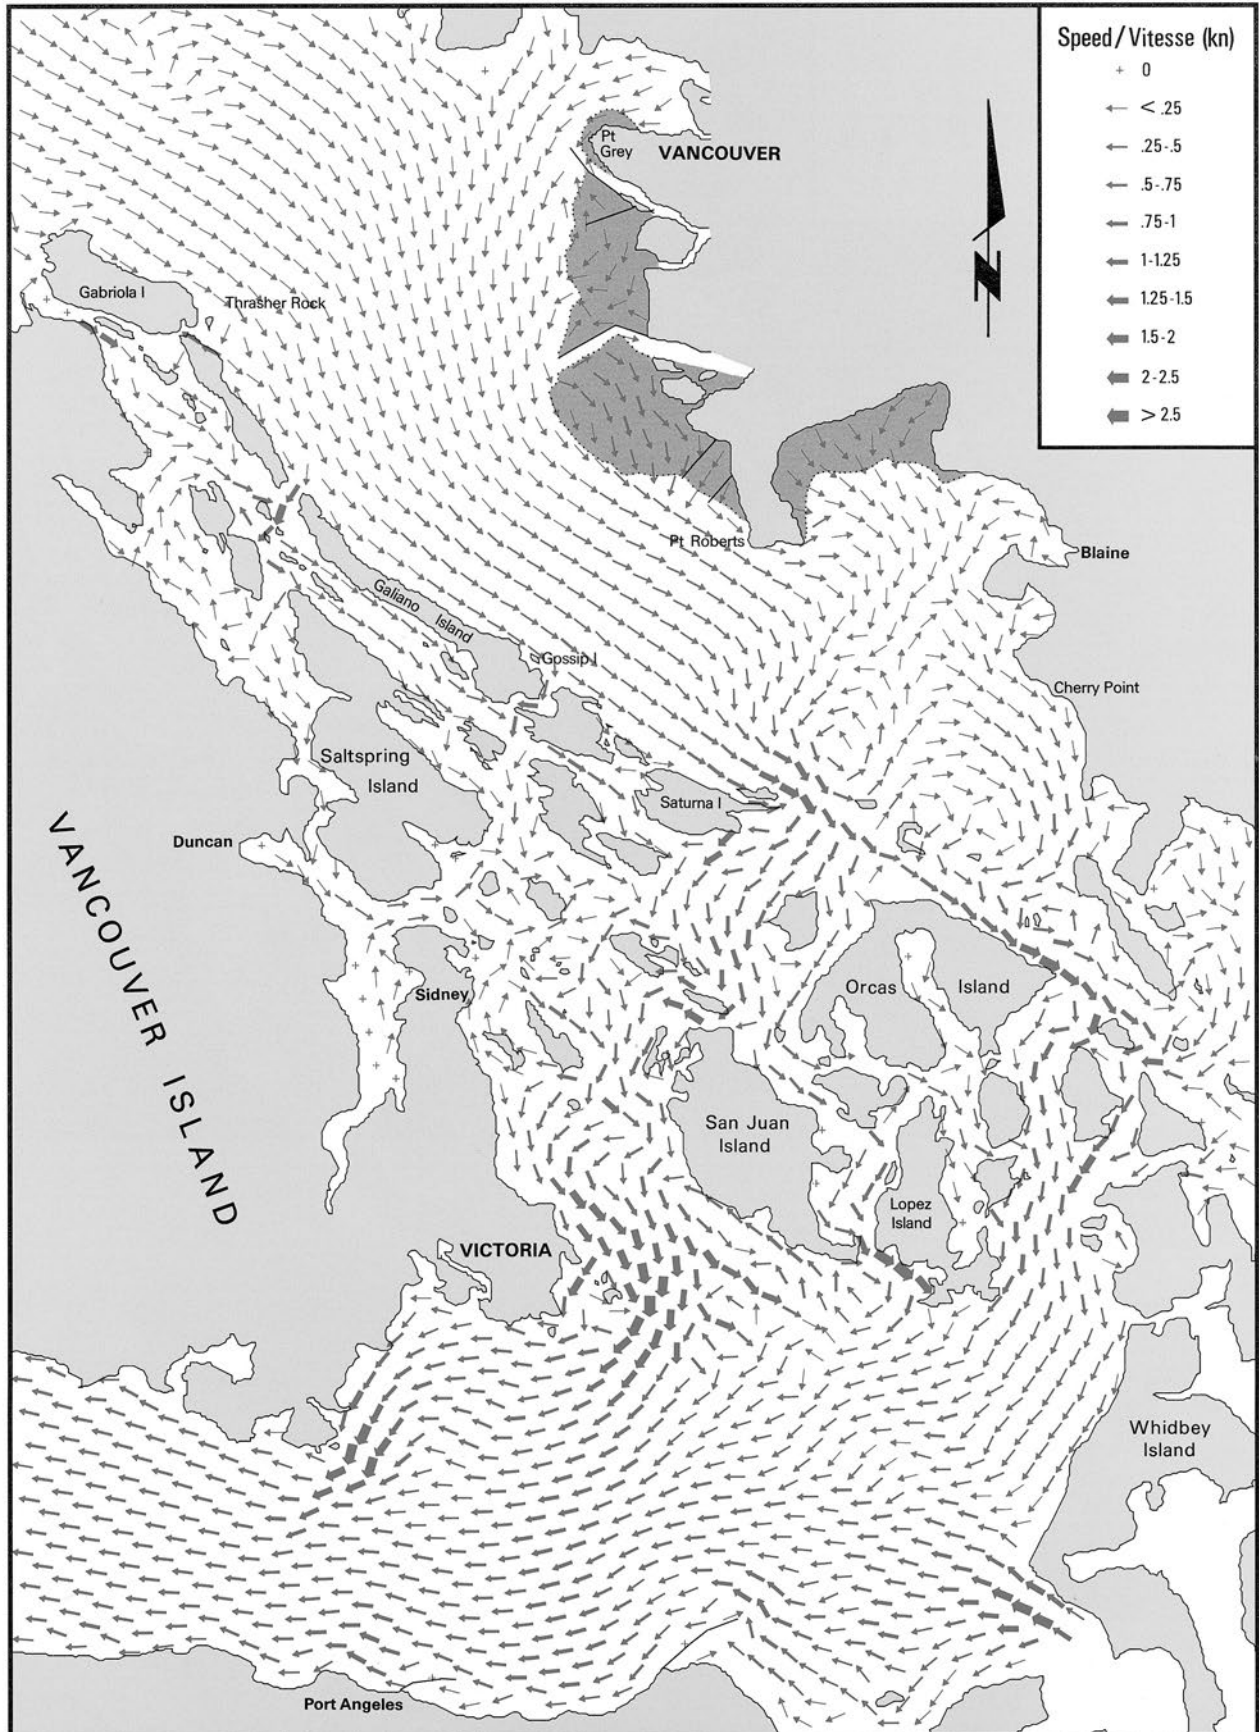 Speed/Vitesse (kn)
0
< .25
.25-.5
.5-.75
.75-1
1-1.25
1.25-1.5
1.5-2
2-2.5
> 2.5
Pt
Grey
VANCOUVER
N
Gabriola I
Thrasher Rock
Pt Roberts
Blaine
Galiano
Island
Gossip I
Cherry Point
Saltspring
Island
Saturna I
Duncan
VANCOUVER ISLAND
Sidney
Orcas
Island
San Juan
Island
Lopez
Island
VICTORIA
Whidbey
Island
Port Angeles